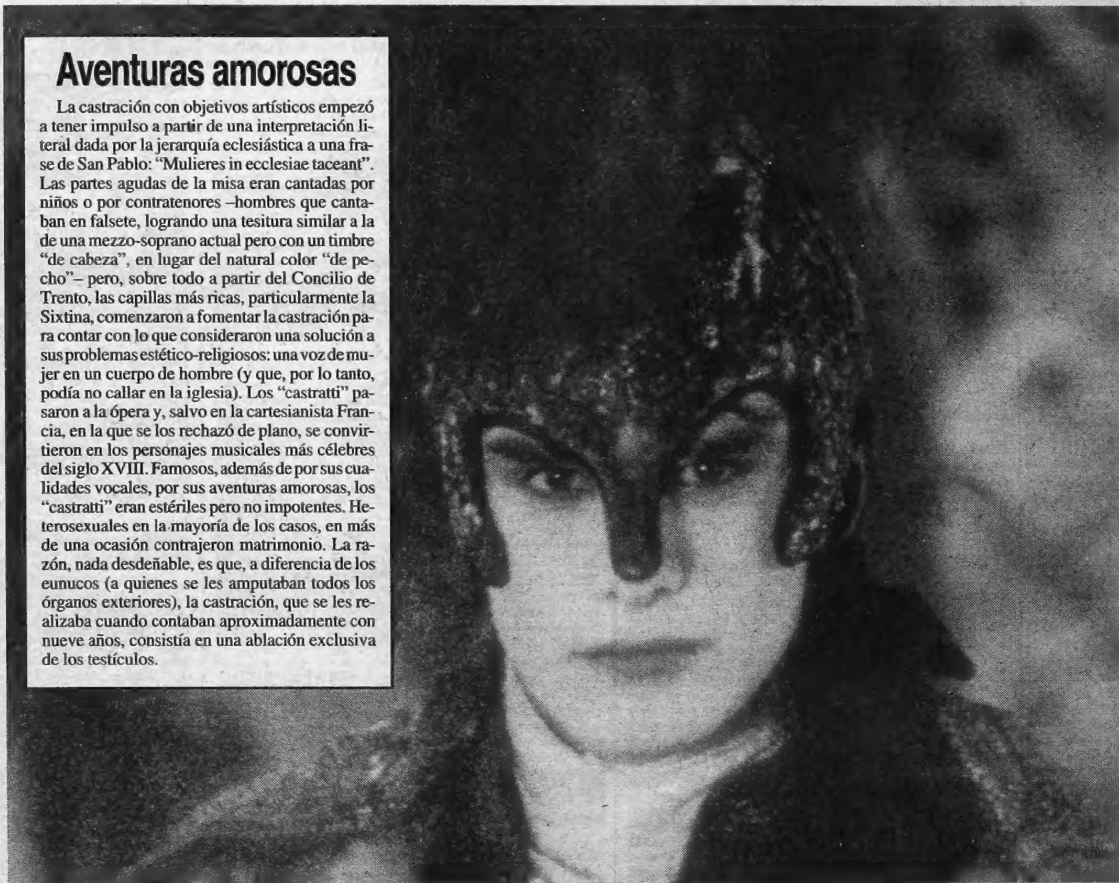 Aventuras amorosas
La castración con objetivos artísticos empezó
a tener impulso a partir de una interpretación li-
teral dada por la jerarquía eclesiástica a una fra-
se de San Pablo: “Mulieres in ecclesiae taceant”.
Las partes agudas de la misa eran cantadas por
niños o por contratenores –hombres que canta-
ban en falsete, logrando una tesitura similar a la
de una mezzo-soprano actual pero con un timbre
“de cabeza”, en lugar del natural color “de pe-
cho”– pero, sobre todo a partir del Concilio de
Trento, las capillas más ricas, particularmente la
Sixtina, comenzaron a fomentar la castración pa-
ra contar con lo que consideraron una solución a
sus problemas estético-religiosos: una voz de mu-
jer en un cuerpo de hombre (y que, por lo tanto,
podía no callar en la iglesia). Los “castratti” pa-
saron a la ópera y, salvo en la cartesianista Fran-
cia, en la que se los rechazó de plano, se convir-
tieron en los personajes musicales más célebres
del siglo XVIII. Famosos, además de por sus cua-
lidades vocales, por sus aventuras amorosas, los
“castratti” eran estériles pero no impotentes. He-
terosexuales en la mayoría de los casos, en más
de una ocasión contrajeron matrimonio. La ra-
zón, nada desdeñable, es que, a diferencia de los
eunucos (a quienes se les amputaban todos los
órganos exteriores), la castración, que se les re-
alizaba cuando contaban aproximadamente con
nueve años, consistía en una ablación exclusiva
de los testículos.